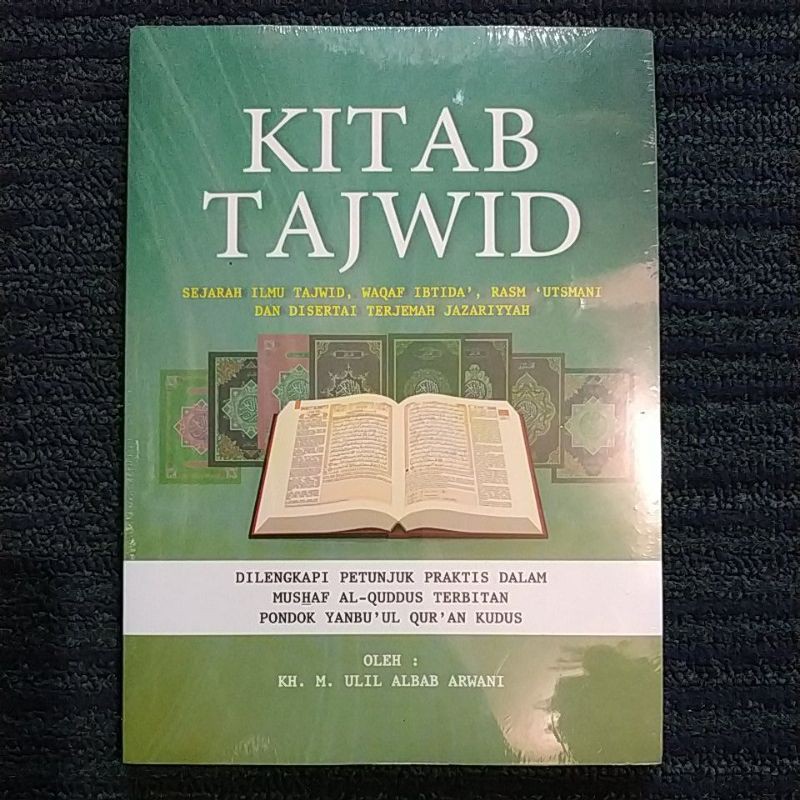 KITAB
TAJWID
SEJARAH ILMU TAJWID, WAQAF IBTIDA', RASM 'UTSMANI
DAN DISERTAI TERJEMAH JAZARIYYAH
DILENGKAPI PETUNJUK PRAKTIS DALAM
MUSHAF AL-QUDDUS TERBITAN
PONDOK YANBU'UL QUR'AN KUDUS
OLEH :
KH. M. ULIL ALBAB ARWANI